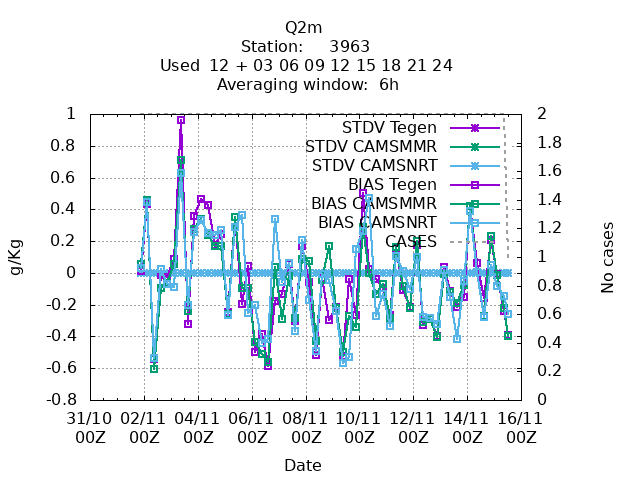 Q2m
Station: 3963
Used 12 + 03 06 09 12 15 18 21 24
Averaging window: 6h
STDV Tegen
STDV CAMSMMR
STDV CAMSNRT
BIAS Tegen
BIAS CAMSMMR
BIAS CAMSNRT
CASES
g/Kg
1
0.8
0.6
0.4
0.2
0
-0.2
-0.4
-0.6
-0.8
No cases
2
1.8
1.6
1.4
1.2
1
0.8
0.6
0.4
0.2
0
31/10 02/11 04/11 06/11 08/11 10/11 12/11 14/11 16/11
00Z 00Z 00Z 00Z 00Z 00Z 00Z 00Z 00Z
Date